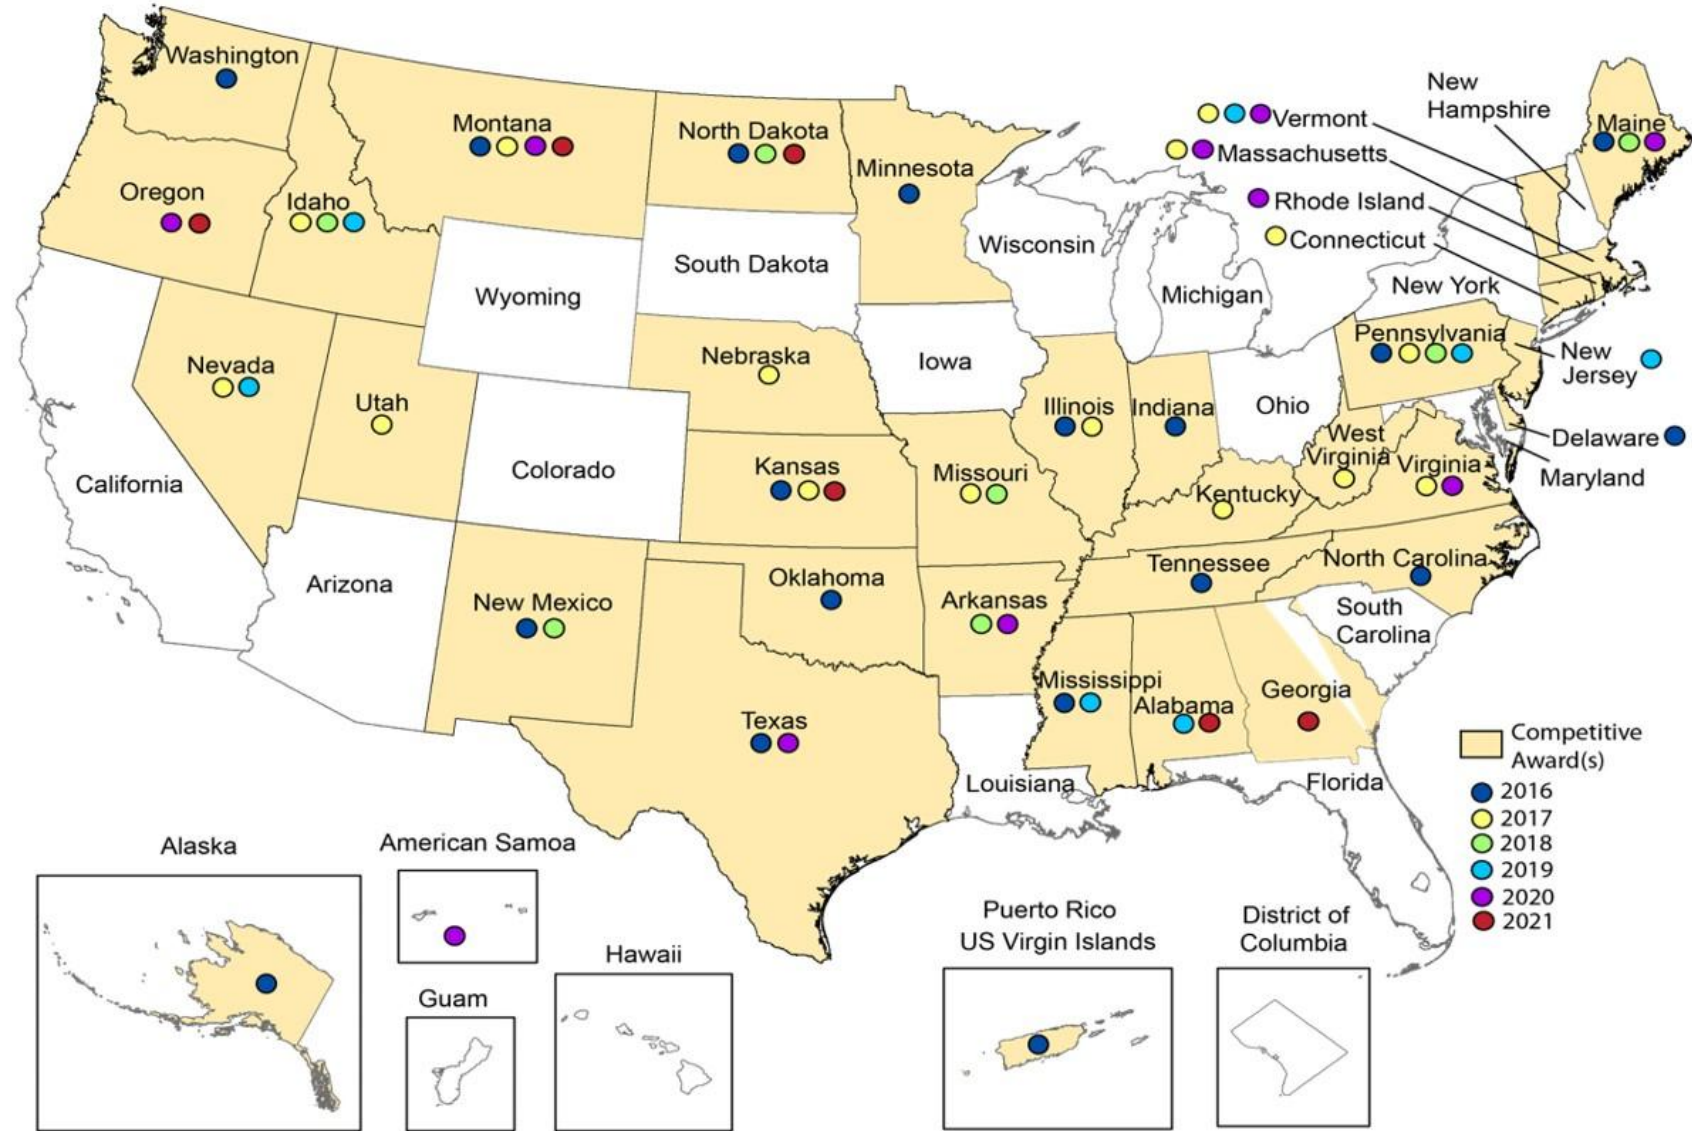 Washington
Montana
North Dakota
Minnesota
Oregon
Idaho
Wyoming
South Dakota
Wisconsin
Michigan
New
Hampshire
Vermont
Massachusetts
Rhode Island
Connecticut
Maine
New York
Nevada
Utah
Nebraska
Iowa
Pennsylvania
New
Jersey
California
Colorado
Kansas
Missouri
Illinois
Indiana
Ohio
West
Virginia
Virginia
Delaware
Maryland
Kentucky
Arizona
New Mexico
Oklahoma
Arkansas
Tennessee
North Carolina
South
Carolina
Texas
Mississippi
Alabama
Georgia
Louisiana
Florida
Competitive
Award(s)
2016
2017
2018
2019
2020
2021
Alaska
American Samoa
Guam
Hawaii
Puerto Rico
US Virgin Islands
District of
Columbia